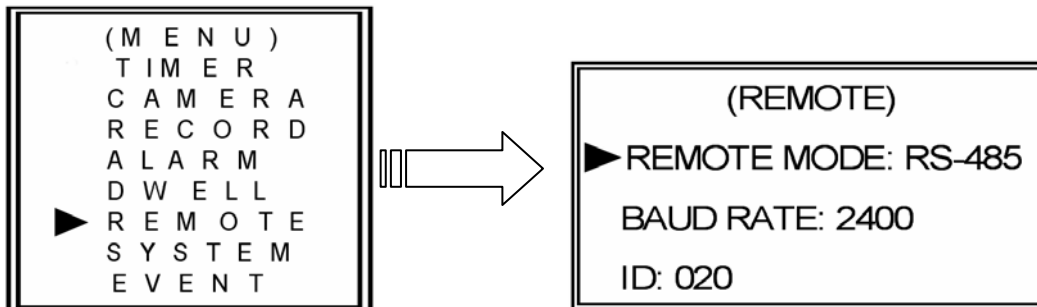 (MENU)
TIMER
CAMERA
RECORD
ALARM
DWELL
REMOTE
SYSTEM
EVENT
(REMOTE)
REMOTE MODE: RS-485
BAUD RATE: 2400
ID: 020